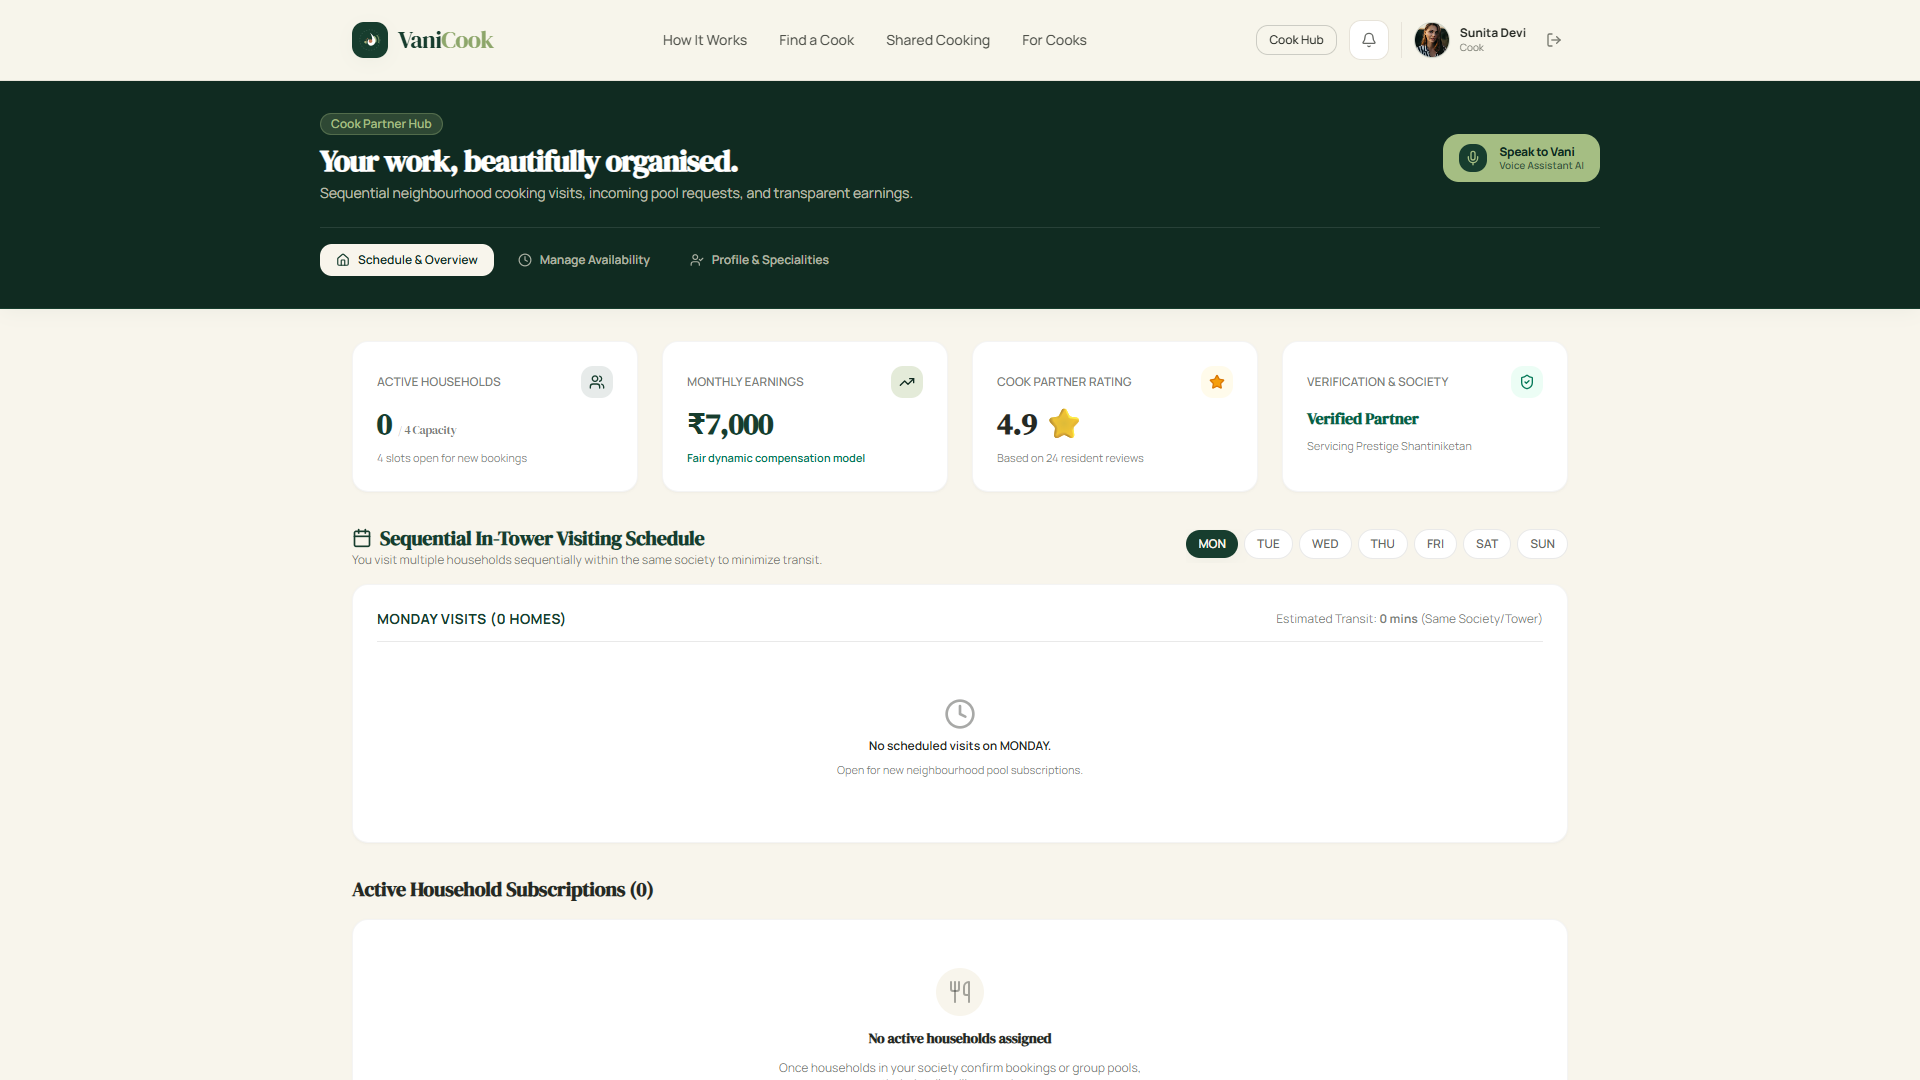 VaniCook
How It Works
Find a Cook
Shared Cooking
For Cooks
Cook Hub
Sunita Devi
Cook
Cook Partner Hub
Your work, beautifully organised.
Sequential neighbourhood cooking visits, incoming pool requests, and transparent earnings.
Speak to Vani
Voice Assistant AI
Schedule & Overview
Manage Availability
Profile & Specialities
ACTIVE HOUSEHOLDS
0 / 4 Capacity
4 slots open for new bookings
MONTHLY EARNINGS
₹7,000
Fair dynamic compensation model
COOK PARTNER RATING
4.9 ⭐
Based on 24 resident reviews
VERIFICATION & SOCIETY
Verified Partner
Servicing Prestige Shantiniketan
Sequential In-Tower Visiting Schedule
You visit multiple households sequentially within the same society to minimize transit.
MON
TUE
WED
THU
FRI
SAT
SUN
MONDAY VISITS (0 HOMES)
Estimated Transit: 0 mins (Same Society/Tower)
No scheduled visits on MONDAY.
Open for new neighbourhood pool subscriptions.
Active Household Subscriptions (0)
No active households assigned
Once households in your society confirm bookings or group pools,